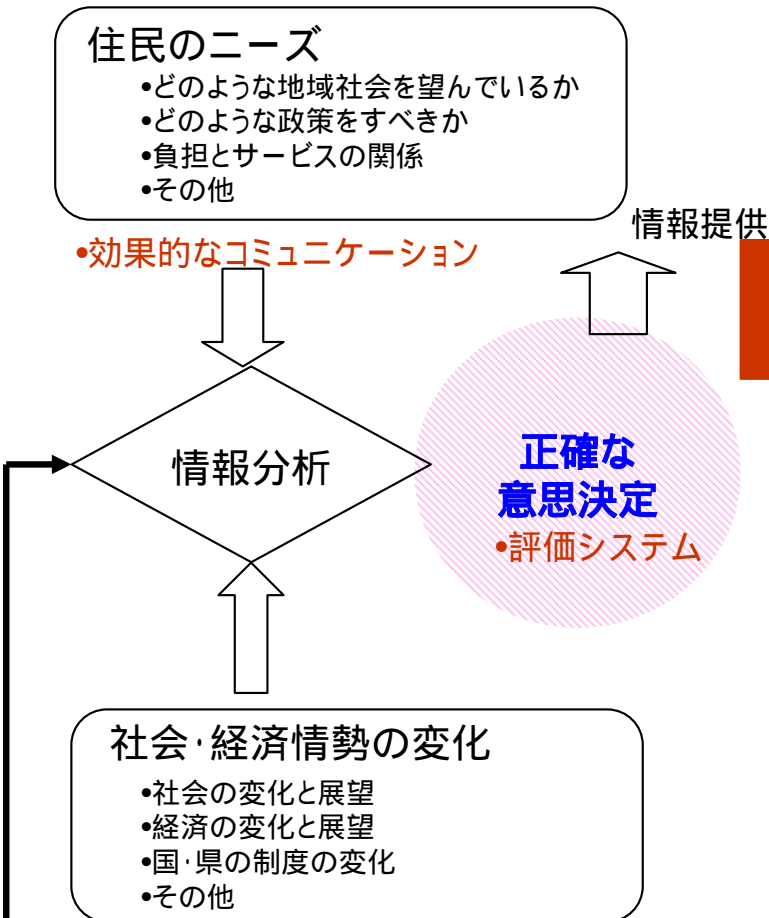 住民のニーズ
•どのような地域社会を望んでいるか
•どのような政策をすべきか
•負担とサービスの関係
•その他
情報提供
•効果的なコミュニケーション
情報分析
正確な
意思決定
•評価システム
社会・経済情勢の変化
•社会の変化と展望
•経済の変化と展望
•国・県の制度の変化
•その他